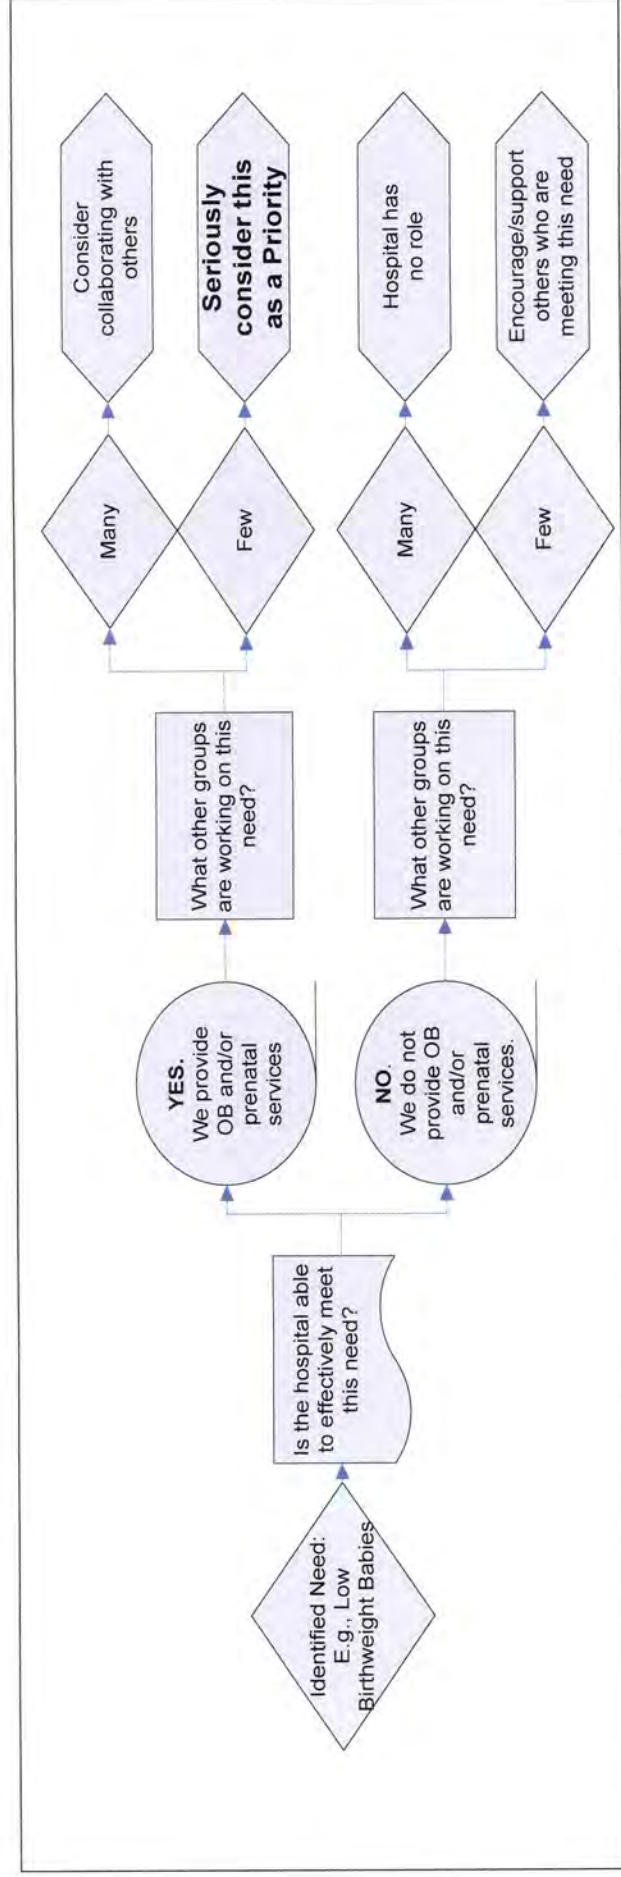 Identified Need:
E.g., Low
Birthweight Babies
Is the hospital able
to effectively meet
this need?
YES.
We provide
OB and/or
prenatal
services
What other groups
are working on this
need?
Many
Consider
collaborating with
others
Few
Seriously
consider this
as a Priority
NO.
We do not
provide OB
and/or
prenatal
services.
What other groups
are working on this
need?
Many
Hospital has
no role
Few
Encourage/support
others who are
meeting this need